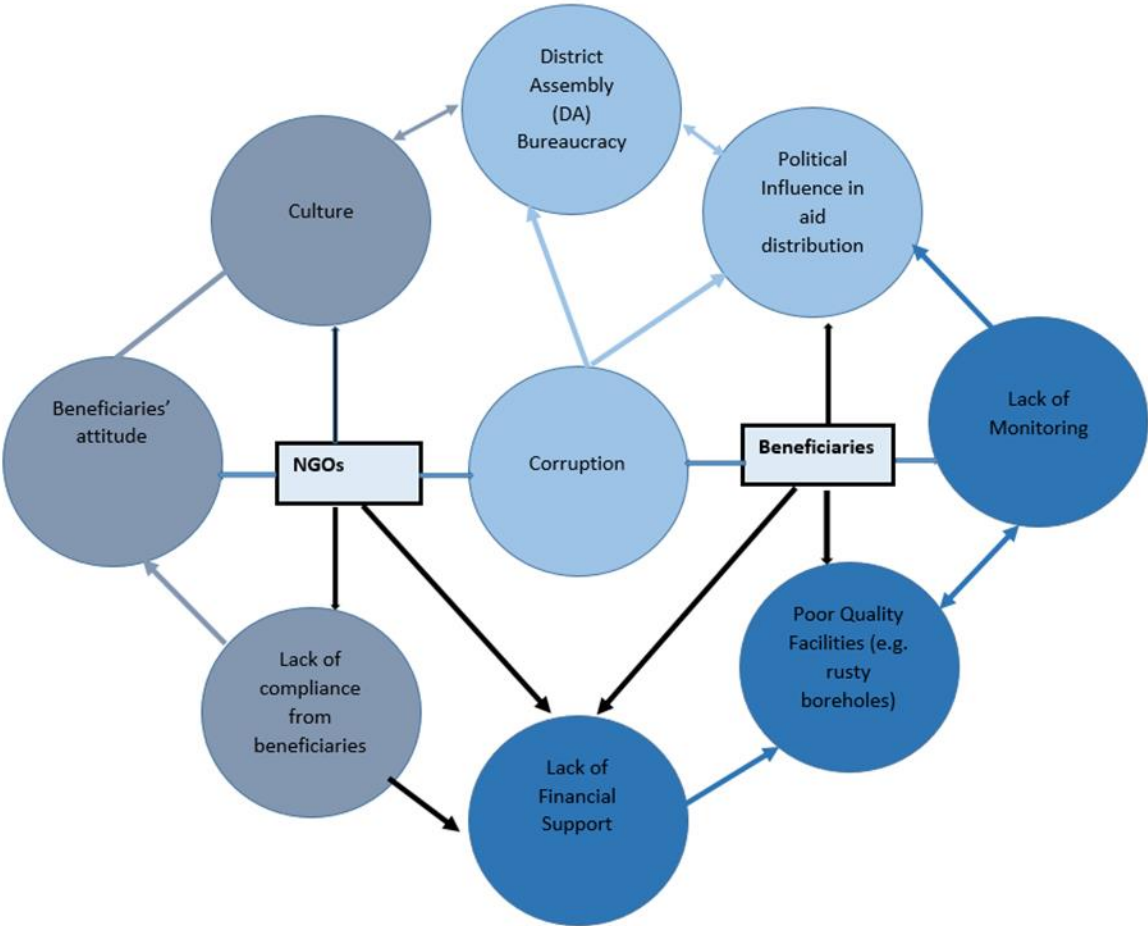 District
Assembly
(DA)
Bureaucracy
Political
Influence in
aid
distribution
Culture
Lack of
Monitoring
Beneficiaries’
attitude
NGOs
Corruption
Beneficiaries
Lack of
compliance
from
beneficiaries
Poor Quality
Facilities (e.g.
rusty
boreholes)
Lack of
Financial
Support